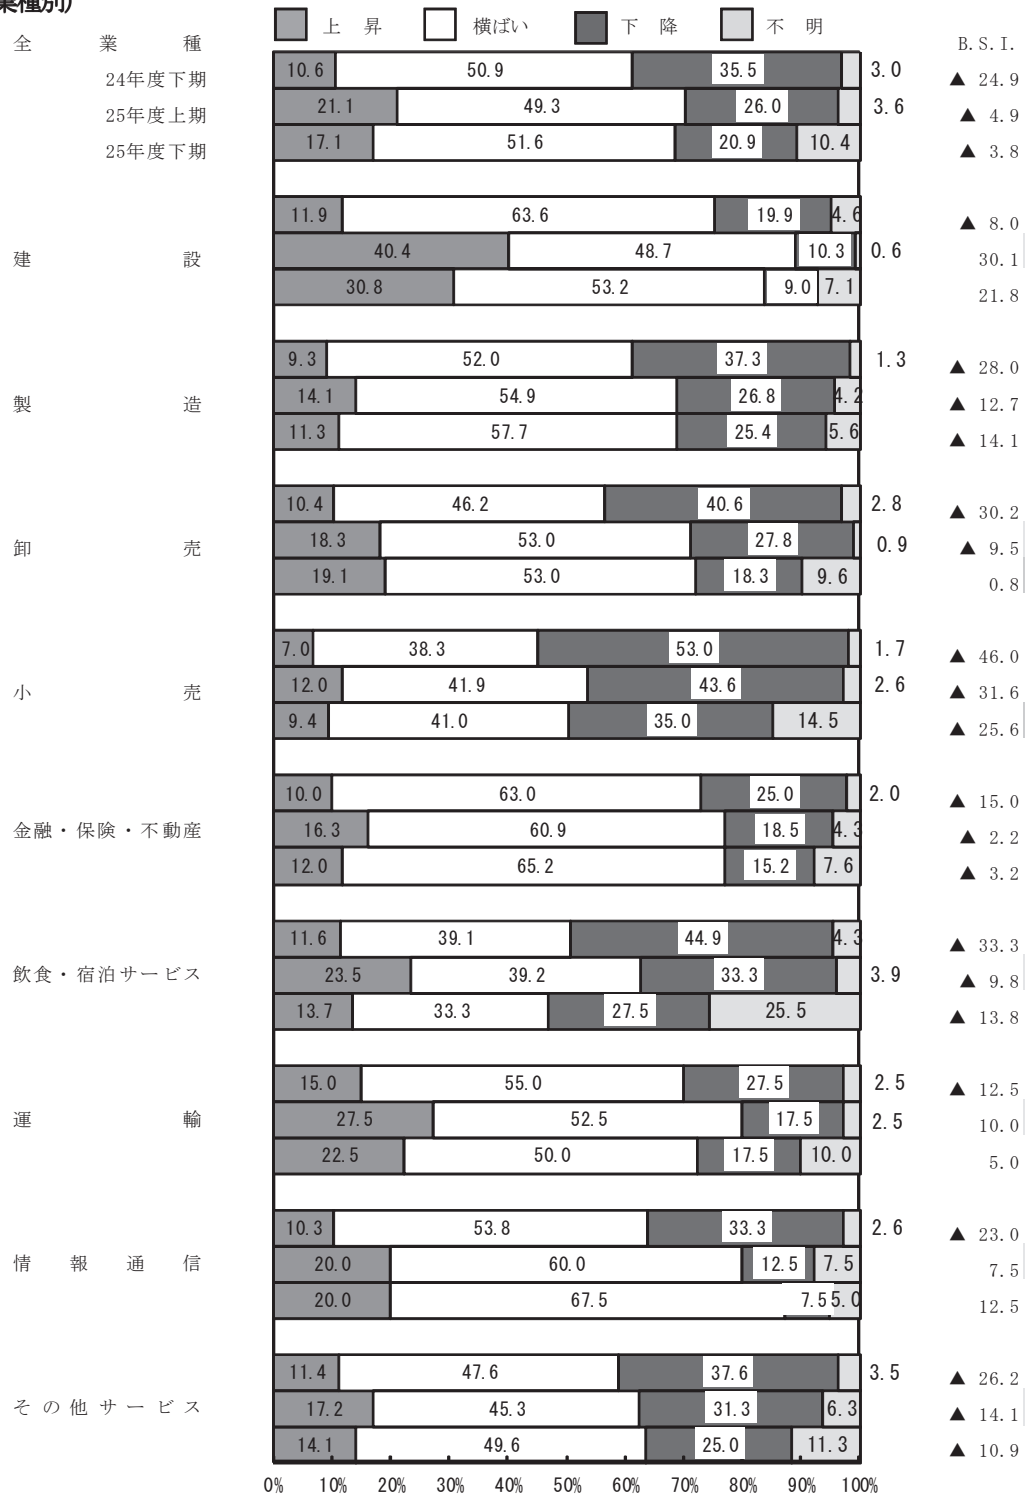 業種別）
上 昇 横ばい 下 降 不 明
全 業 種 B.S.I.
24年度下期 10.6 50.9 35.5 3.0 ▲ 24.9
25年度上期 21.1 49.3 26.0 3.6 ▲ 4.9
25年度下期 17.1 51.6 20.9 10.4 ▲ 3.8
11.9 63.6 19.9 4.6 ▲ 8.0
建 設 40.4 48.7 10.3 0.6 30.1
30.8 53.2 9.0 7.1 21.8
9.3 52.0 37.3 1.3 ▲ 28.0
製 造 14.1 54.9 26.8 4.2 ▲ 12.7
11.3 57.7 25.4 5.6 ▲ 14.1
10.4 46.2 40.6 2.8 ▲ 30.2
卸 売 18.3 53.0 27.8 0.9 ▲ 9.5
19.1 53.0 18.3 9.6 0.8
7.0 38.3 53.0 1.7 ▲ 46.0
小 売 12.0 41.9 43.6 2.6 ▲ 31.6
9.4 41.0 35.0 14.5 ▲ 25.6
10.0 63.0 25.0 2.0 ▲ 15.0
金融・保険・不動産 16.3 60.9 18.5 4.3 ▲ 2.2
12.0 65.2 15.2 7.6 ▲ 3.2
11.6 39.1 44.9 4.3 ▲ 33.3
飲食・宿泊サービス 23.5 39.2 33.3 3.9 ▲ 9.8
13.7 33.3 27.5 25.5 ▲ 13.8
15.0 55.0 27.5 2.5 ▲ 12.5
運 輸 27.5 52.5 17.5 2.5 10.0
22.5 50.0 17.5 10.0 5.0
10.3 53.8 33.3 2.6 ▲ 23.0
情 報 通 信 20.0 60.0 12.5 7.5 7.5
20.0 67.5 7.5 5.0 12.5
11.4 47.6 37.6 3.5 ▲ 26.2
その他サービス 17.2 45.3 31.3 6.3 ▲ 14.1
14.1 49.6 25.0 11.3 ▲ 10.9
0% 10% 20% 30% 40% 50% 60% 70% 80% 90% 100%